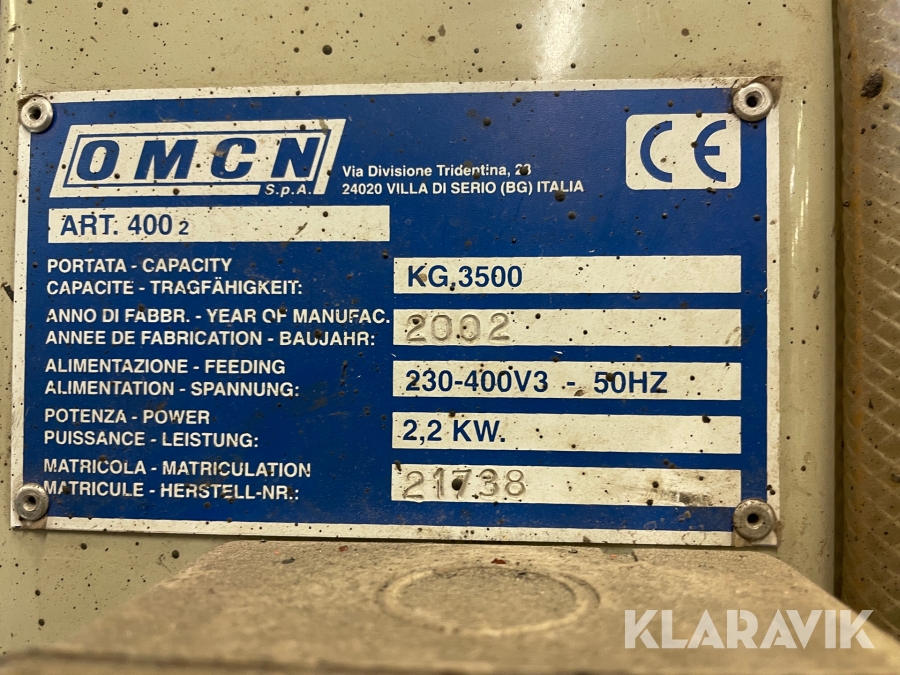 OMCN
S.p.A.
Via Divisione Tridentina, 23
24020 VILLA DI SERIO (BG) ITALIA
CE
ART. 400 2
PORTATA - CAPACITY
CAPACITE - TRAGFÄHIGKEIT:
KG.3500
ANNO DI FABBR. - YEAR OF MANUFAC.
ANNEE DE FABRICATION - BAUJAHR:
2002
ALIMENTAZIONE - FEEDING
ALIMENTATION - SPANNUNG:
230-400V3 - 50HZ
POTENZA - POWER
PUISSANCE - LEISTUNG:
2,2 KW.
MATRICOLA - MATRICULATION
MATRICULE - HERSTELL-NR.:
21738
KLARAVIK